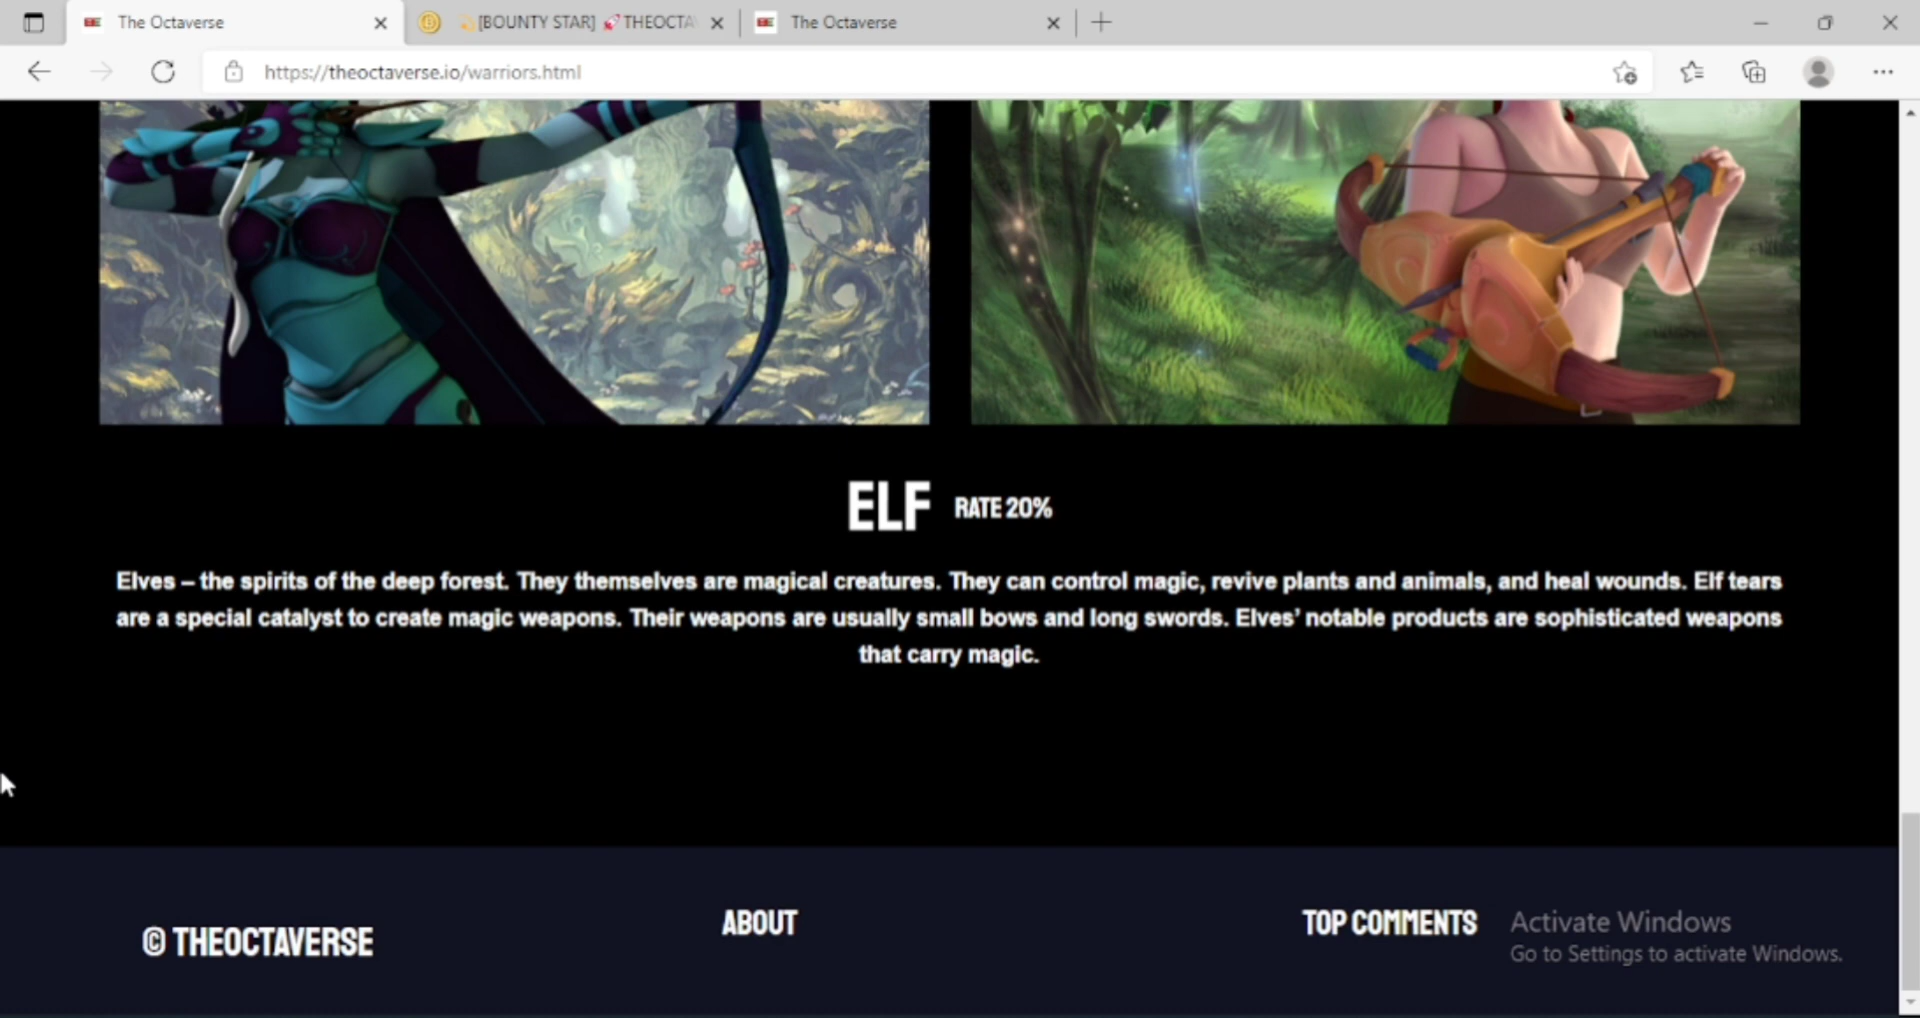 The Octaverse
[BOUNTY STAR] 🚀THEOCTA
The Octaverse
https://theoctaverse.io/warriors.html
ELF RATE 20%
Elves – the spirits of the deep forest. They themselves are magical creatures. They can control magic, revive plants and animals, and heal wounds. Elf tears
are a special catalyst to create magic weapons. Their weapons are usually small bows and long swords. Elves’ notable products are sophisticated weapons
that carry magic.
© THEOCTAVERSE
ABOUT
TOP COMMENTS
Activate Windows
Go to Settings to activate Windows.